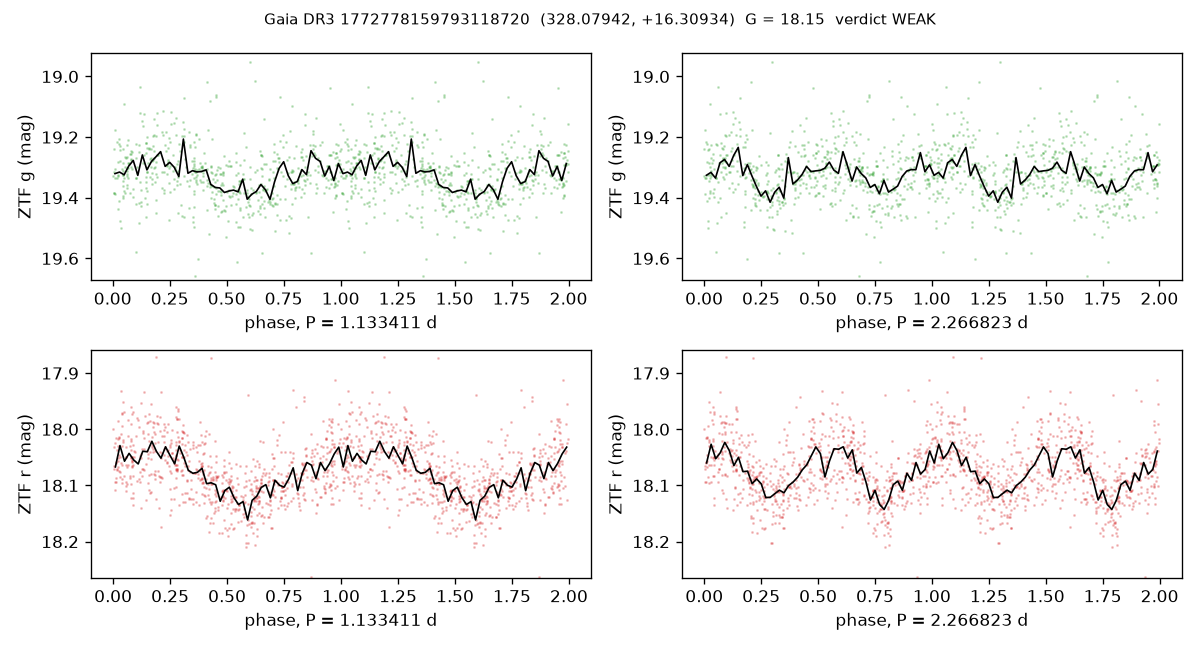 Gaia DR3 1772778159793118720 (328.07942, +16.30934) G = 18.15 verdict WEAK
ZTF g (mag)
19.0
19.2
19.4
19.6
0.00 0.25 0.50 0.75 1.00 1.25 1.50 1.75 2.00
phase, P = 1.133411 d
ZTF g (mag)
19.0
19.2
19.4
19.6
0.00 0.25 0.50 0.75 1.00 1.25 1.50 1.75 2.00
phase, P = 2.266823 d
ZTF r (mag)
17.9
18.0
18.1
18.2
0.00 0.25 0.50 0.75 1.00 1.25 1.50 1.75 2.00
phase, P = 1.133411 d
ZTF r (mag)
17.9
18.0
18.1
18.2
0.00 0.25 0.50 0.75 1.00 1.25 1.50 1.75 2.00
phase, P = 2.266823 d